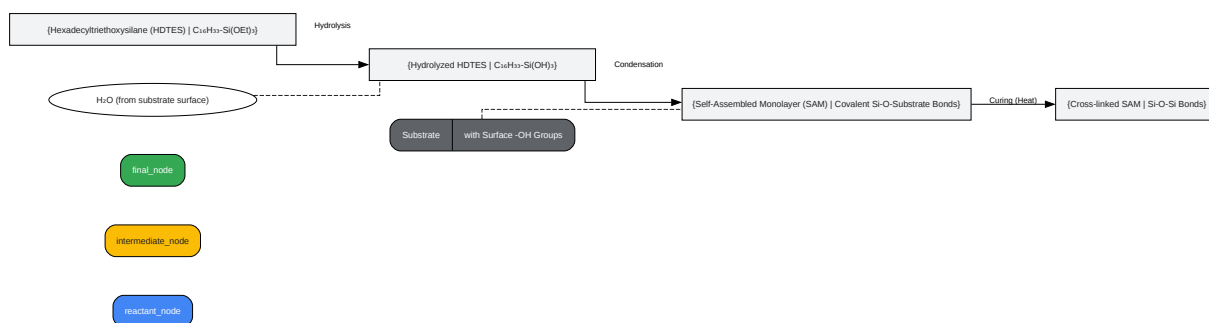 {Hexadecyltriethoxysilane (HDTES) | C₁₆H₃₃-Si(OEt)₃}
Hydrolysis
{Hydrolyzed HDTES | C₁₆H₃₃-Si(OH)₃}
Condensation
H₂O (from substrate surface)
{Self-Assembled Monolayer (SAM) | Covalent Si-O-Substrate Bonds}
Curing (Heat)
{Cross-linked SAM | Si-O-Si Bonds}
Substrate
with Surface -OH Groups
final_node
intermediate_node
reactant_node